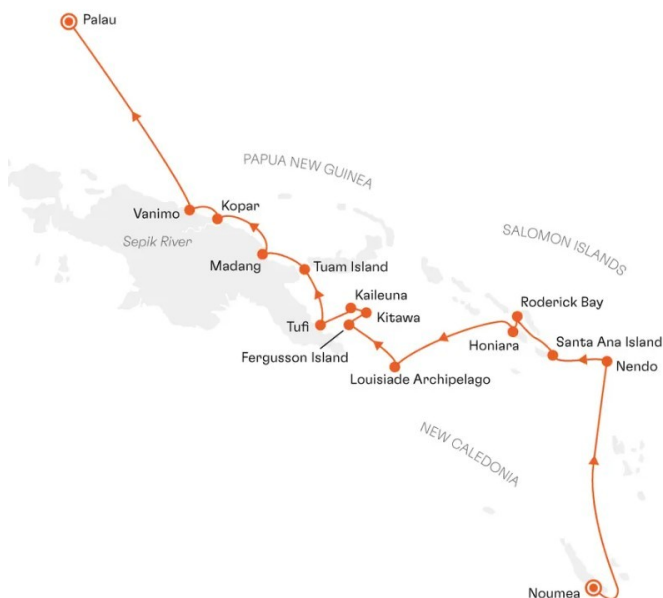 Palau
PAPUA NEW GUINEA
Kopar
Vanimo
Sepik River
SALOMON ISLANDS
Madang
Tuam Island
Kaileuna
Roderick Bay
Kitawa
Tufi
Honiara
Santa Ana Island
Fergusson Island
Nendo
Louisiade Archipelago
NEW CALEDONIA
Noumea